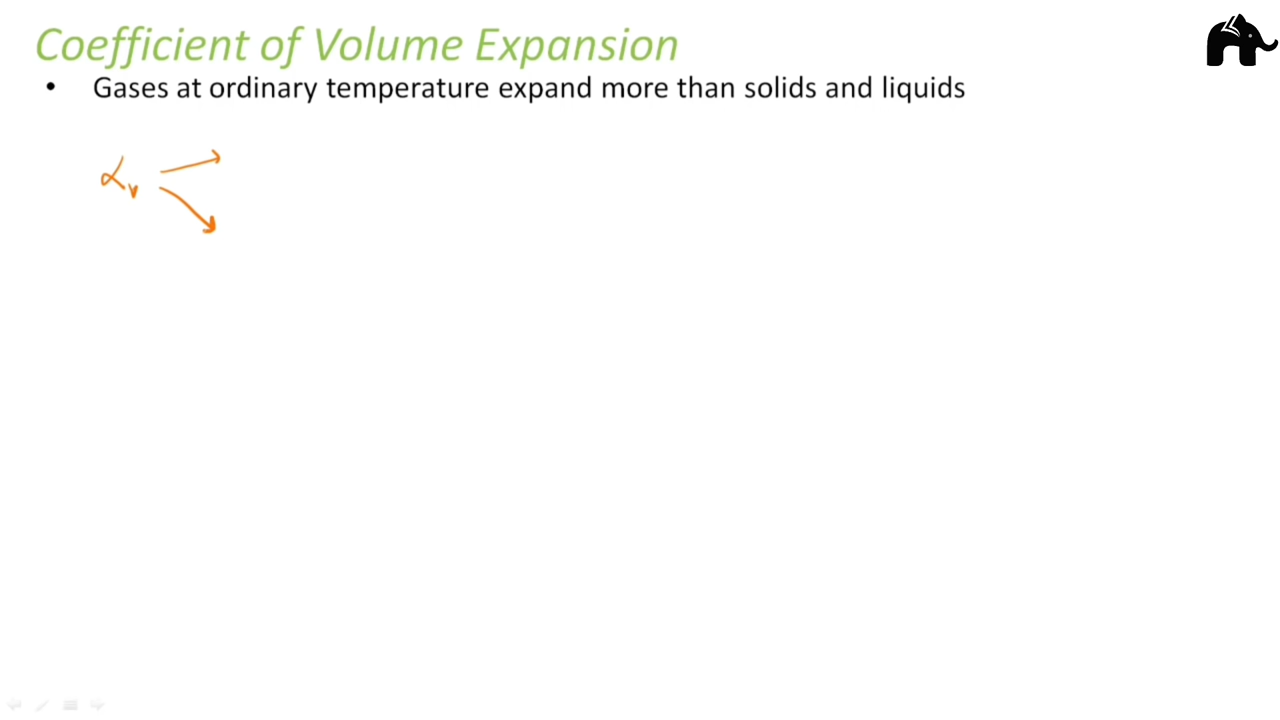 Coefficient of Volume Expansion
• Gases at ordinary temperature expand more than solids and liquids
αᵥ